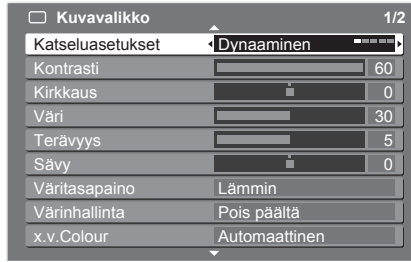 Kuvavalikko 1/2
Katseluasetukset Dynaaminen
Kontrasti 60
Kirkkaus 0
Väri 30
Terävyys 5
Sävy 0
Väritasapaino Lämmin
Värinhallinta Pois päältä
x.v.Colour Automaattinen